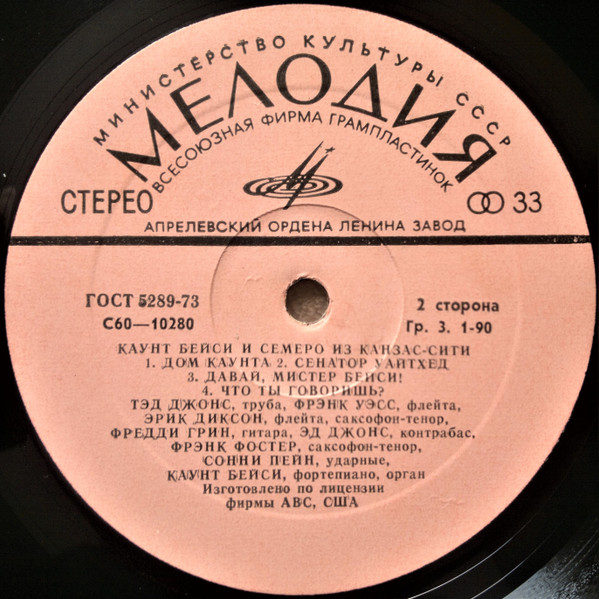 МИНИСТЕРСТВО КУЛЬТУРЫ СССР
МЕЛОДИЯ
ВСЕСОЮЗНАЯ ФИРМА ГРАМПЛАСТИНОК
СТЕРЕО
33
АПРЕЛЕВСКИЙ ОРДЕНА ЛЕНИНА ЗАВОД
ГОСТ 5289-73
2 сторона
С60—10280
Гр. 3. 1-90
КАУНТ БЕЙСИ И СЕМЕРО ИЗ КАНЗАС-СИТИ
1. ДОМ КАУНТА 2. СЕНАТОР УАЙТХЕД
3. ДАВАЙ, МИСТЕР БЕЙСИ!
4. ЧТО ТЫ ГОВОРИШЬ?
ТЭД ДЖОНС, труба, ФРЭНК УЭСС, флейта,
ЭРИК ДИКСОН, флейта, саксофон-тенор,
ФРЕДДИ ГРИН, гитара, ЭД ДЖОНС, контрабас,
ФРЭНК ФОСТЕР, саксофон-тенор,
СОННИ ПЕЙН, ударные,
КАУНТ БЕЙСИ, фортепиано, орган
Изготовлено по лицензии
фирмы АВС, США